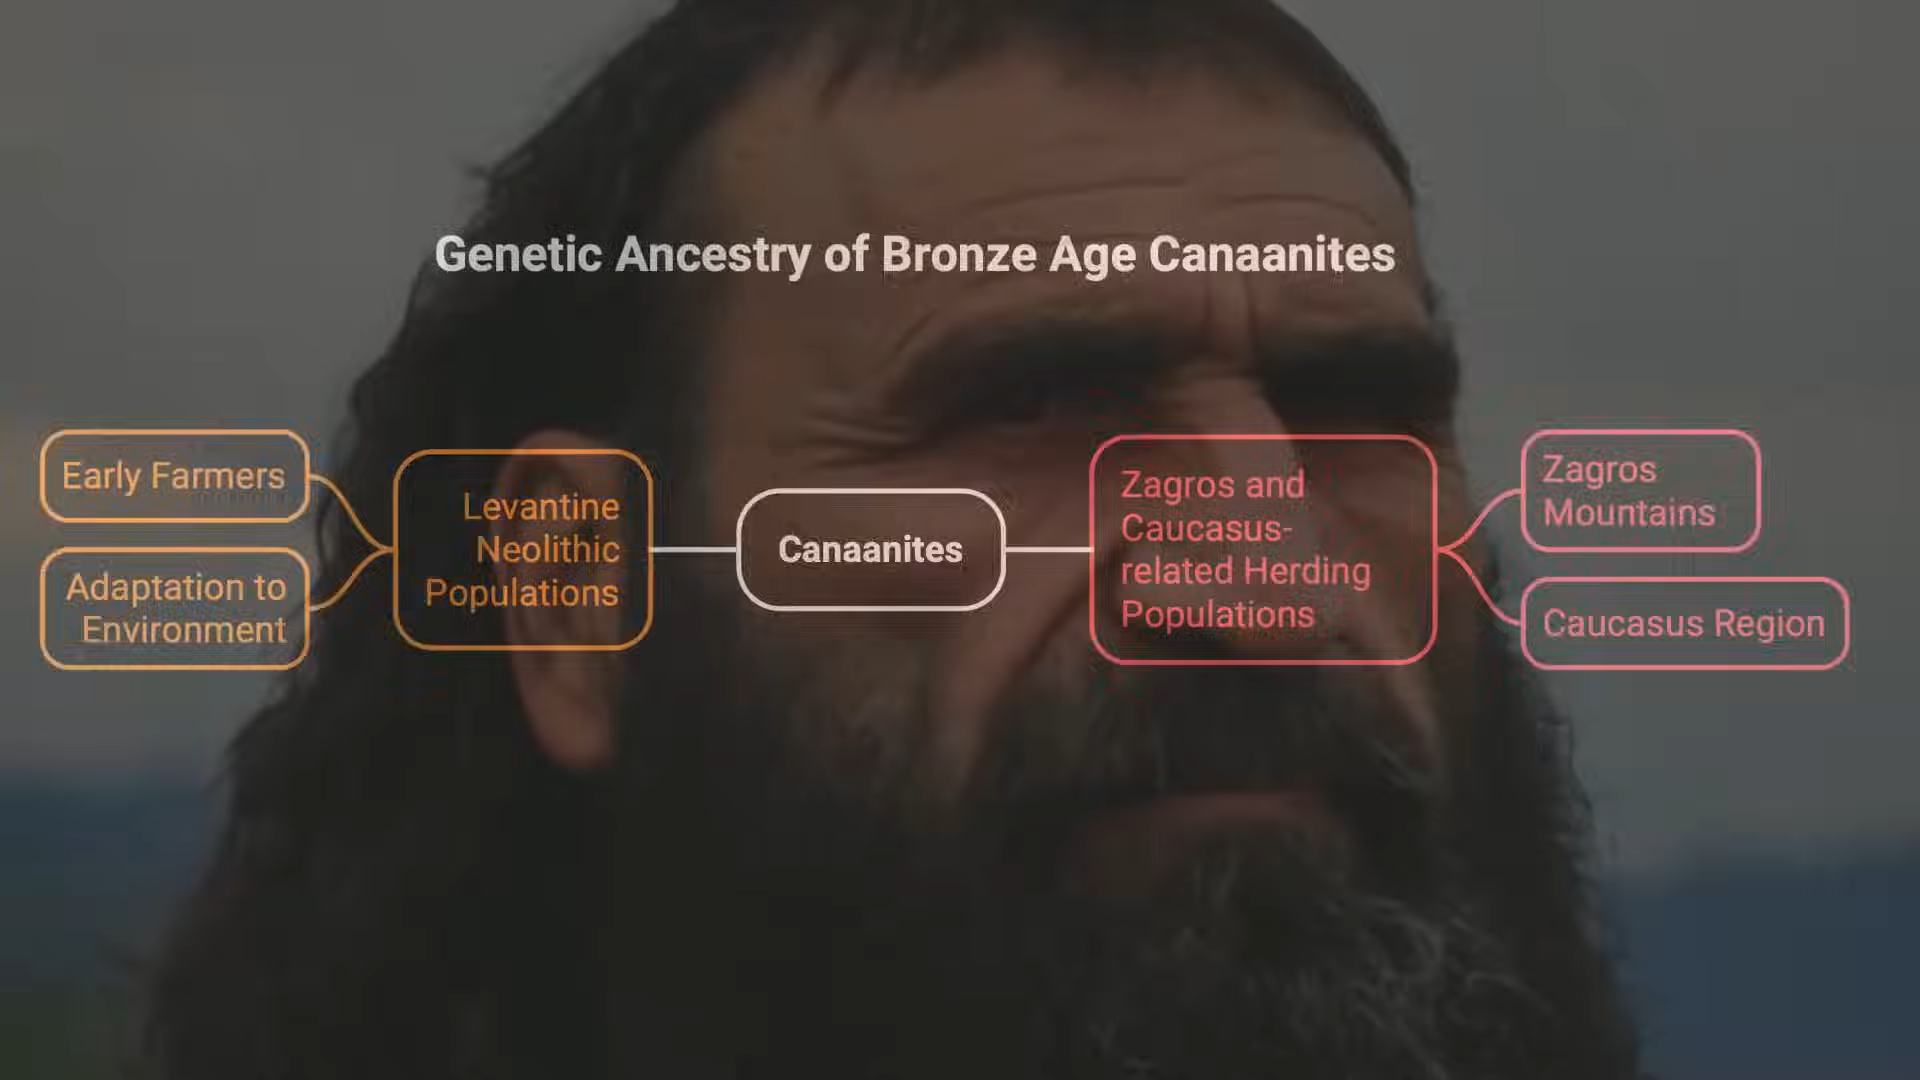 Genetic Ancestry of Bronze Age Canaanites
Early Farmers
Adaptation to
Environment
Levantine
Neolithic
Populations
Canaanites
Zagros and
Caucasus-
related Herding
Populations
Zagros
Mountains
Caucasus Region